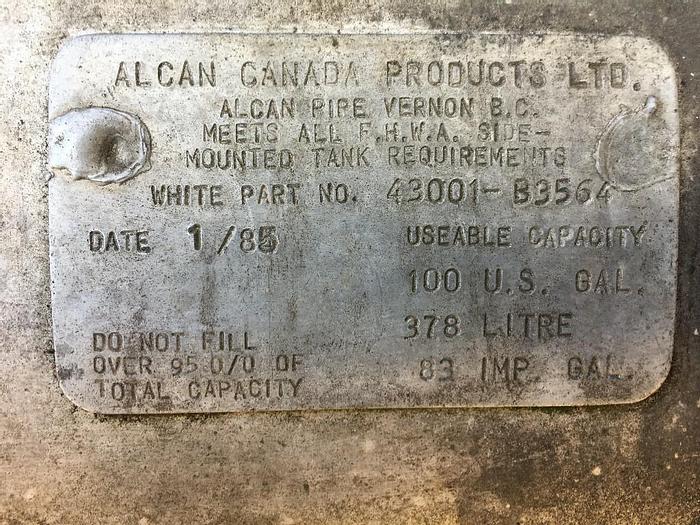 ALCAN CANADA PRODUCTS LTD.
ALCAN PIPE VERNON B.C.
MEETS ALL F.H.W.A. SIDE-
MOUNTED TANK REQUIREMENTS
WHITE PART NO. 43001-B3564
DATE 1/85
USEABLE CAPACITY
100 U.S. GAL.
378 LITRE
83 IMP. GAL.
DO NOT FILL
OVER 95 0/0 OF
TOTAL CAPACITY